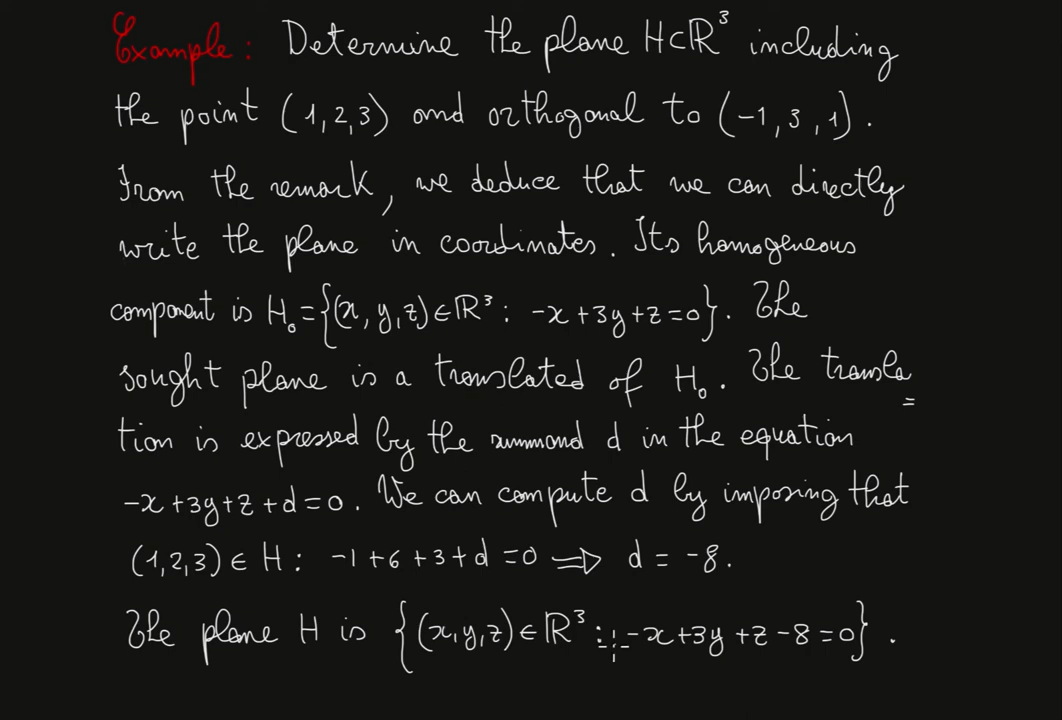 Example: Determine the plane H⊂ℝ³ including
the point (1,2,3) and orthogonal to (-1,3,1).
From the remark, we deduce that we can directly
write the plane in coordinates. Its homogeneous
component is H₀={(x,y,z)∈ℝ³: -x+3y+z=0}. The
sought plane is a translated of H₀. The transla=
tion is expressed by the summand d in the equation
-x+3y+z+d=0. We can compute d by imposing that
(1,2,3)∈H: -1+6+3+d=0 ⟹ d=-8.
The plane H is {(x,y,z)∈ℝ³: -x+3y+z-8=0}.